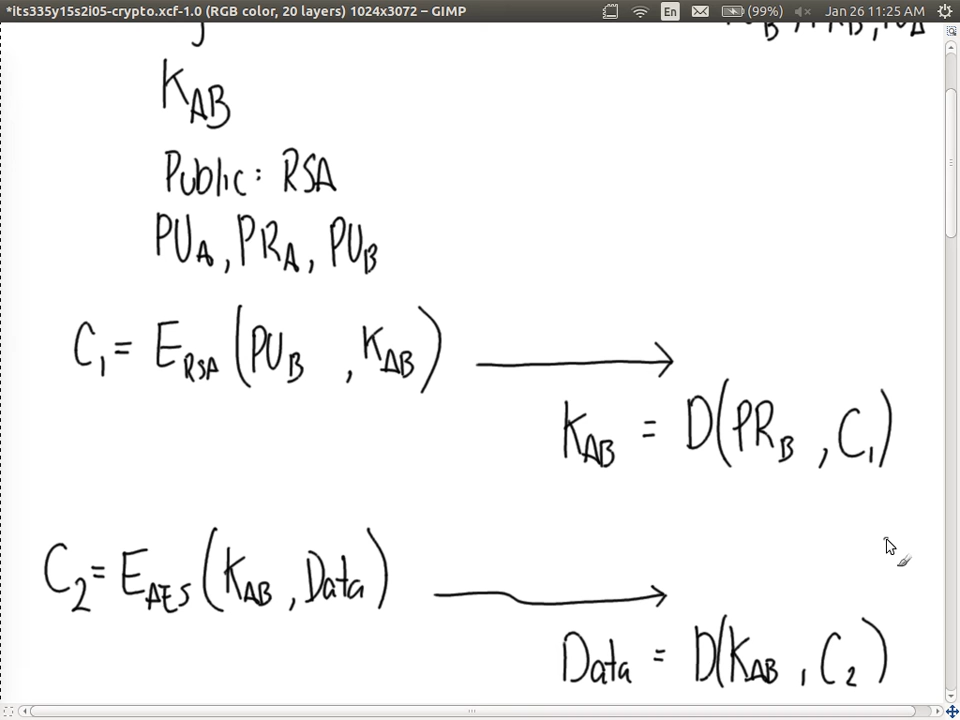 *its335y15s2i05-crypto.xcf-1.0 (RGB color, 20 layers) 1024x3072 – GIMP En (99%) Jan 26 11:25 AM
K_AB
Public: RSA
PU_A, PR_A, PU_B
C_1 = E_RSA (PU_B , K_AB)
K_AB = D(PR_B , C_1)
C_2 = E_AES (K_AB , Data)
Data = D(K_AB , C_2)